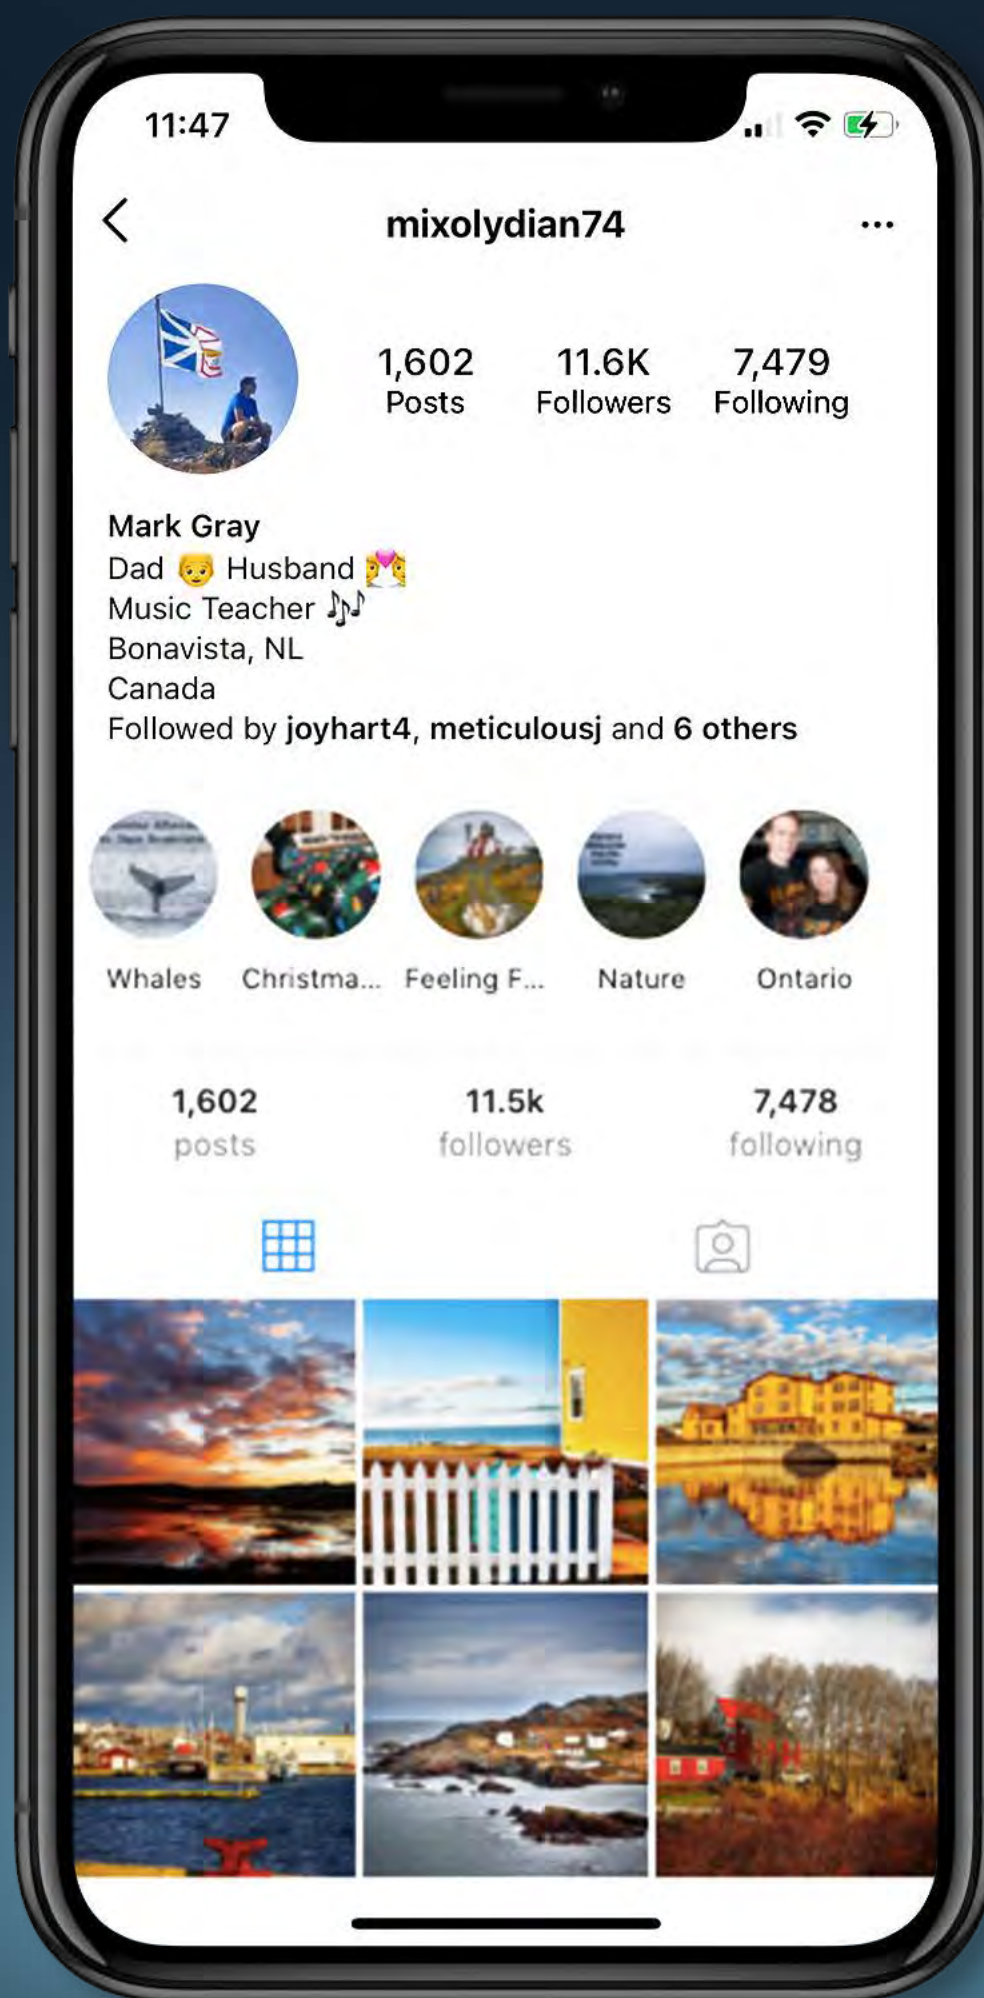 11:47
mixolydian74
1,602 11.6K 7,479
Posts Followers Following
Mark Gray
Dad 👴 Husband 💑
Music Teacher 🎶
Bonavista, NL
Canada
Followed by joyhart4, meticulousj and 6 others
Whales Christma... Feeling F... Nature Ontario
1,602 11.5k 7,478
posts followers following